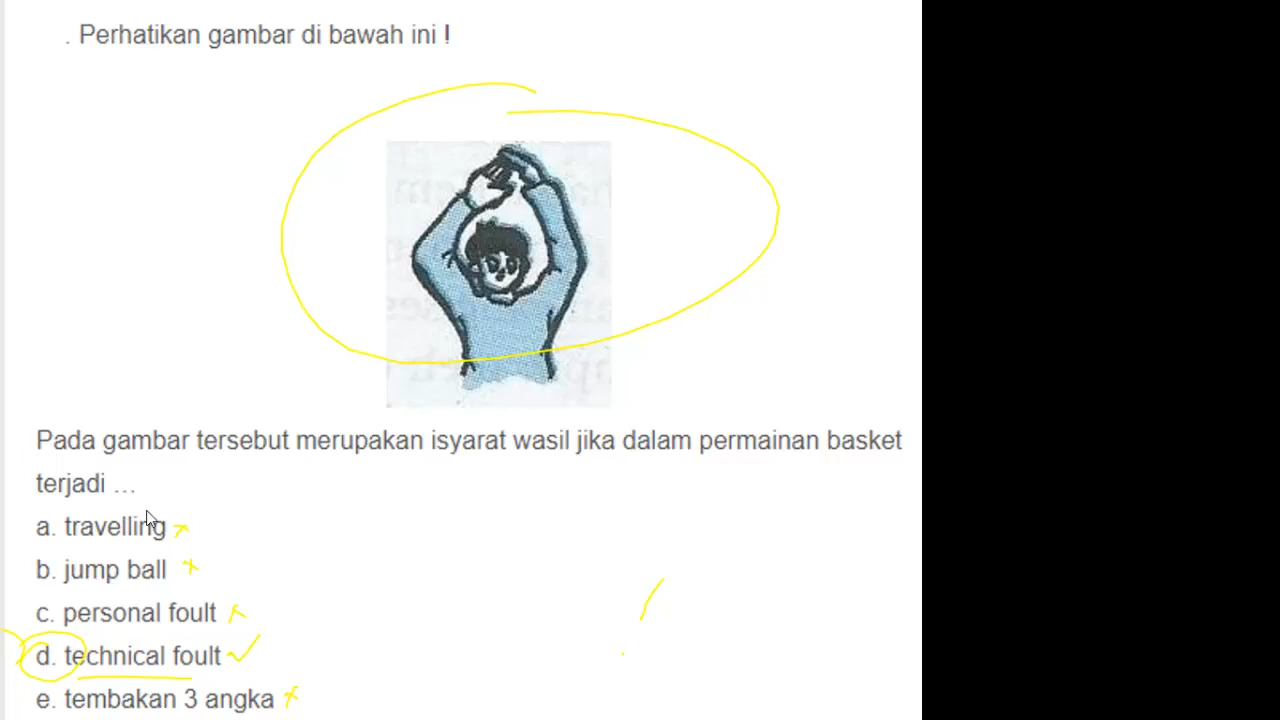 . Perhatikan gambar di bawah ini !
Pada gambar tersebut merupakan isyarat wasil jika dalam permainan basket
terjadi ...
a. travelling
b. jump ball
c. personal foult
d. technical foult
e. tembakan 3 angka